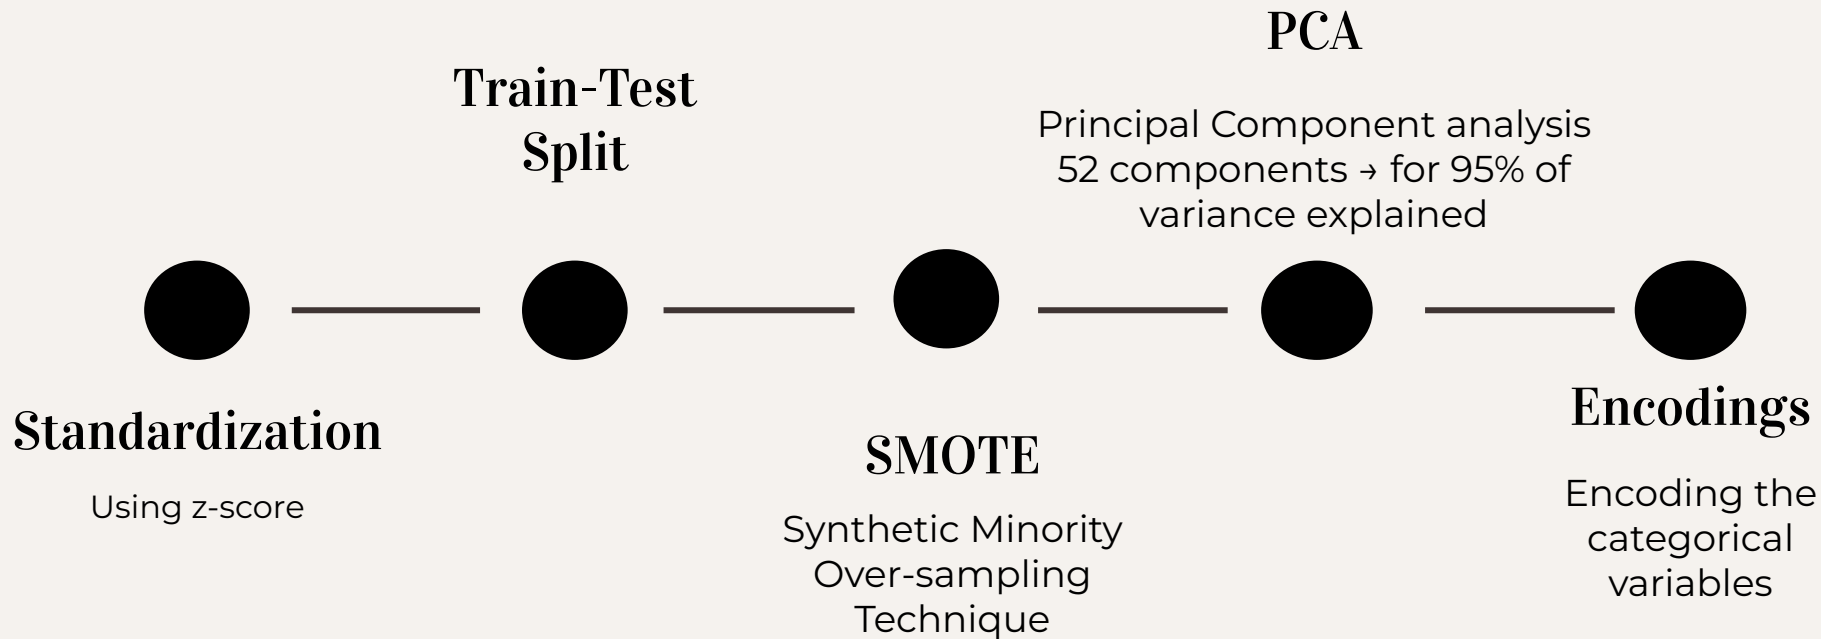 Standardization
Using z-score
Train-Test
Split
SMOTE
Synthetic Minority
Over-sampling
Technique
PCA
Principal Component analysis
52 components → for 95% of
variance explained
Encodings
Encoding the
categorical
variables